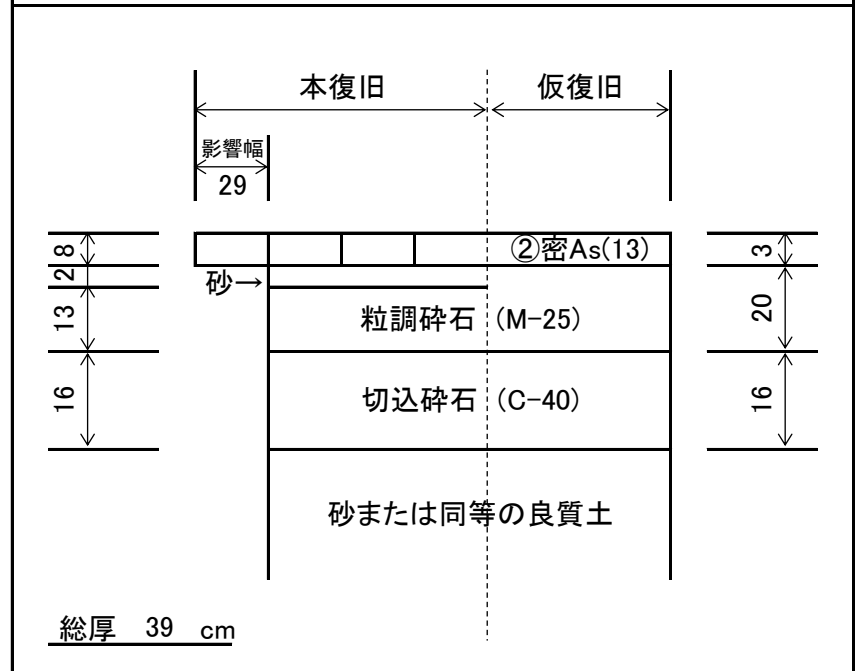 本復旧 仮復旧
影響幅
29
8 ②密As(13) 3
2 砂→
13 粒調砕石 (M-25) 20
16 切込砕石 (C-40) 16
砂または同等の良質土
総厚 39 cm